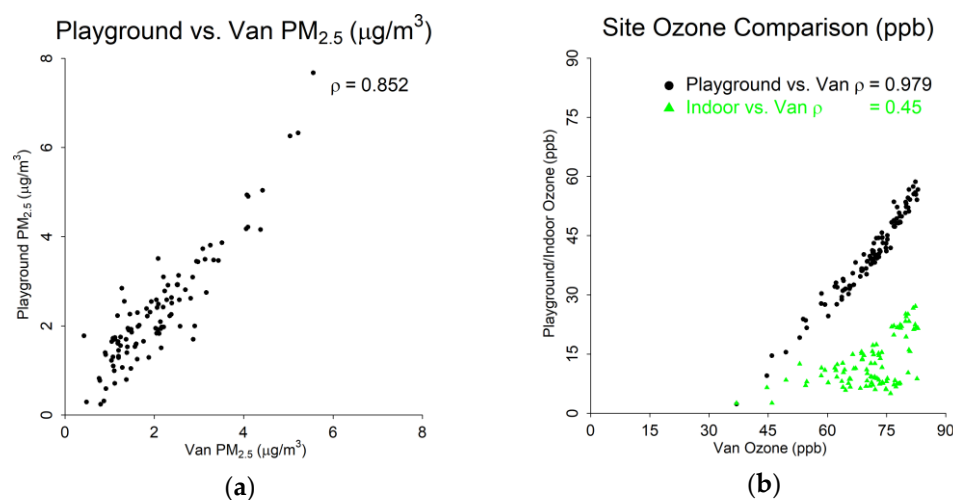 Playground vs. Van PM2.5 (µg/m³)
ρ = 0.852
8
6
4
2
0
Playground PM2.5 (µg/m³)
0 2 4 6 8
Van PM2.5 (µg/m³)
(a)
Site Ozone Comparison (ppb)
Playground vs. Van ρ = 0.979
Indoor vs. Van ρ = 0.45
90
75
60
45
30
15
0
Playground/Indoor Ozone (ppb)
0 15 30 45 60 75 90
Van Ozone (ppb)
(b)